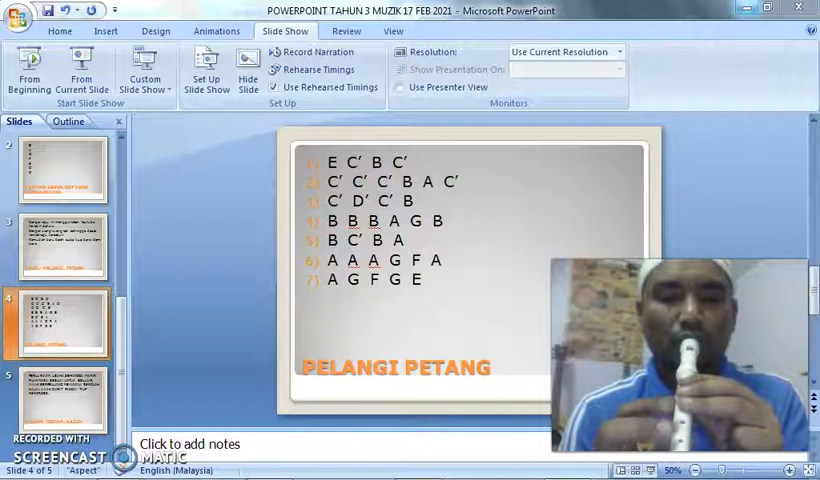 POWERPOINT TAHUN 3 MUZIK 17 FEB 2021 - Microsoft PowerPoint
Home Insert Design Animations Slide Show Review View
From Beginning
From Current Slide
Custom Slide Show
Set Up Slide Show
Hide Slide
Record Narration
Rehearse Timings
Use Rehearsed Timings
Resolution: Use Current Resolution
Show Presentation On:
Use Presenter View
Start Slide Show Set Up Monitors
Slides Outline
2
3
4
5
1) E C' B C'
2) C' C' C' B A C'
3) C' D' C' B
4) B B B A G B
5) B C' B A
6) A A A G F A
7) A G F G E
PELANGI PETANG
Click to add notes
RECORDED WITH
SCREENCAST MATIC
Slide 4 of 5 "Aspect" English (Malaysia) 50%